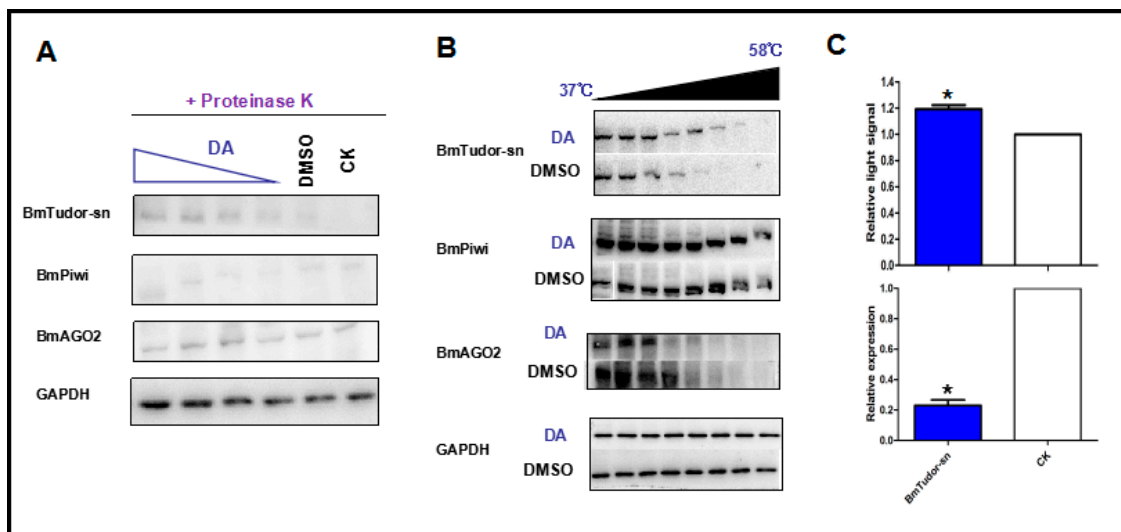 A
+ Proteinase K
DA
DMSO
CK
BmTudor-sn
BmPiwi
BmAGO2
GAPDH
B
37℃
58℃
BmTudor-sn
DA
DMSO
BmPiwi
DA
DMSO
BmAGO2
DA
DMSO
GAPDH
DA
DMSO
C
Relative light signal
1.4
1.2
1.0
0.8
0.6
0.4
0.2
0.0
*
Relative expression
1.0
0.8
0.6
0.4
0.2
0.0
*
BmTudor-sn
CK